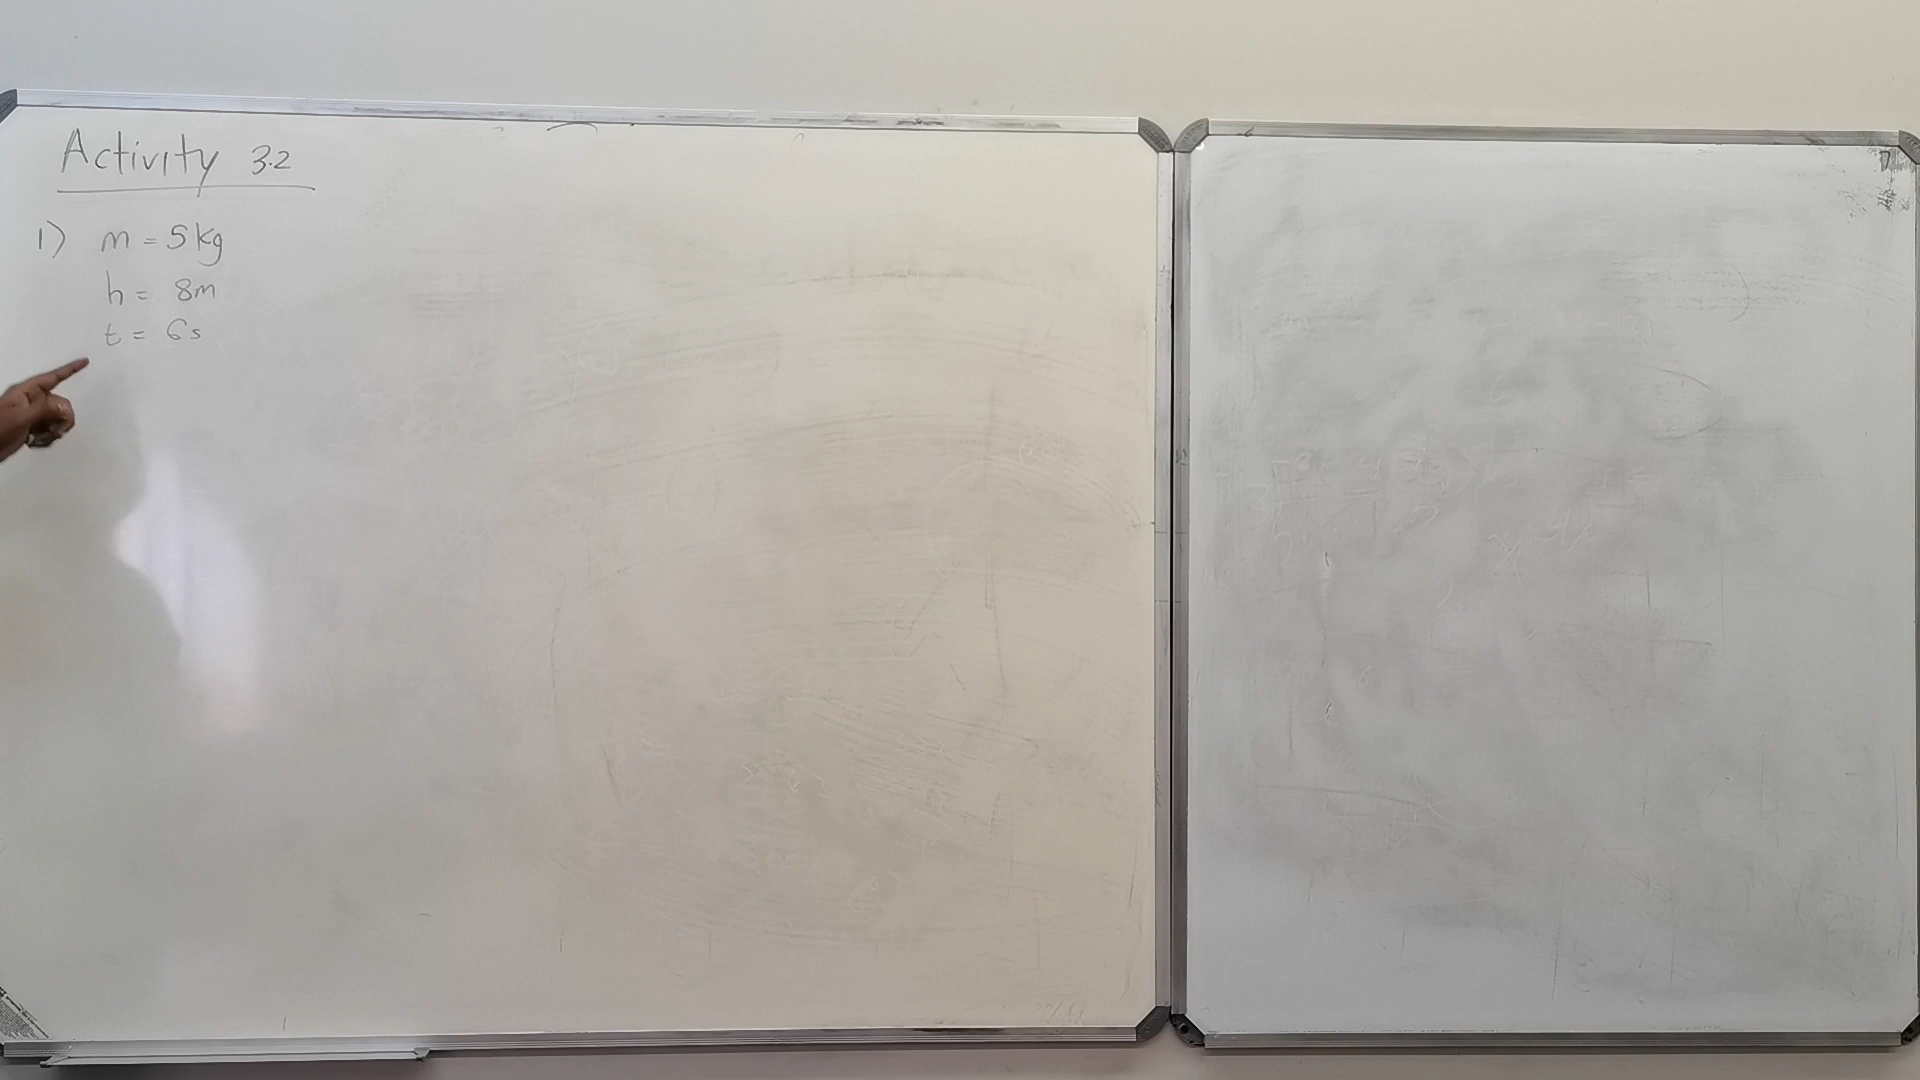 Activity 3.2
1) m = 5 kg
h = 8m
t = 6s